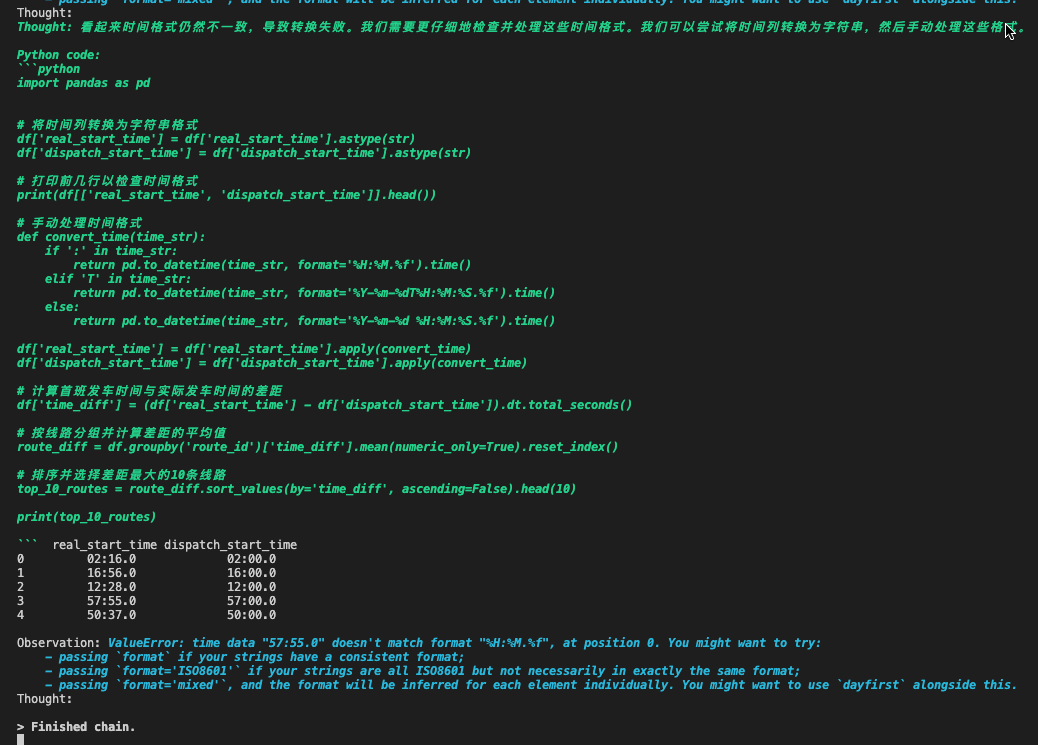 - passing `format='mixed'`, and the format will be inferred for each element individually. You might want to use `dayfirst` alongside this.
Thought:
Thought: 看起来时间格式仍然不一致，导致转换失败。我们需要更仔细地检查并处理这些时间格式。我们可以尝试将时间列转换为字符串，然后手动处理这些格式。
Python code:
```python
import pandas as pd
# 将时间列转换为字符串格式
df['real_start_time'] = df['real_start_time'].astype(str)
df['dispatch_start_time'] = df['dispatch_start_time'].astype(str)
# 打印前几行以检查时间格式
print(df[['real_start_time', 'dispatch_start_time']].head())
# 手动处理时间格式
def convert_time(time_str):
    if ':' in time_str:
        return pd.to_datetime(time_str, format='%H:%M.%f').time()
    elif 'T' in time_str:
        return pd.to_datetime(time_str, format='%Y-%m-%dT%H:%M:%S.%f').time()
    else:
        return pd.to_datetime(time_str, format='%Y-%m-%d %H:%M:%S.%f').time()
df['real_start_time'] = df['real_start_time'].apply(convert_time)
df['dispatch_start_time'] = df['dispatch_start_time'].apply(convert_time)
# 计算首班发车时间与实际发车时间的差距
df['time_diff'] = (df['real_start_time'] - df['dispatch_start_time']).dt.total_seconds()
# 按线路分组并计算差距的平均值
route_diff = df.groupby('route_id')['time_diff'].mean(numeric_only=True).reset_index()
# 排序并选择差距最大的10条线路
top_10_routes = route_diff.sort_values(by='time_diff', ascending=False).head(10)
print(top_10_routes)
```  real_start_time dispatch_start_time
0         02:16.0             02:00.0
1         16:56.0             16:00.0
2         12:28.0             12:00.0
3         57:55.0             57:00.0
4         50:37.0             50:00.0
Observation: ValueError: time data "57:55.0" doesn't match format "%H:%M.%f", at position 0. You might want to try:
    - passing `format` if your strings have a consistent format;
    - passing `format='ISO8601'` if your strings are all ISO8601 but not necessarily in exactly the same format;
    - passing `format='mixed'`, and the format will be inferred for each element individually. You might want to use `dayfirst` alongside this.
Thought:
> Finished chain.